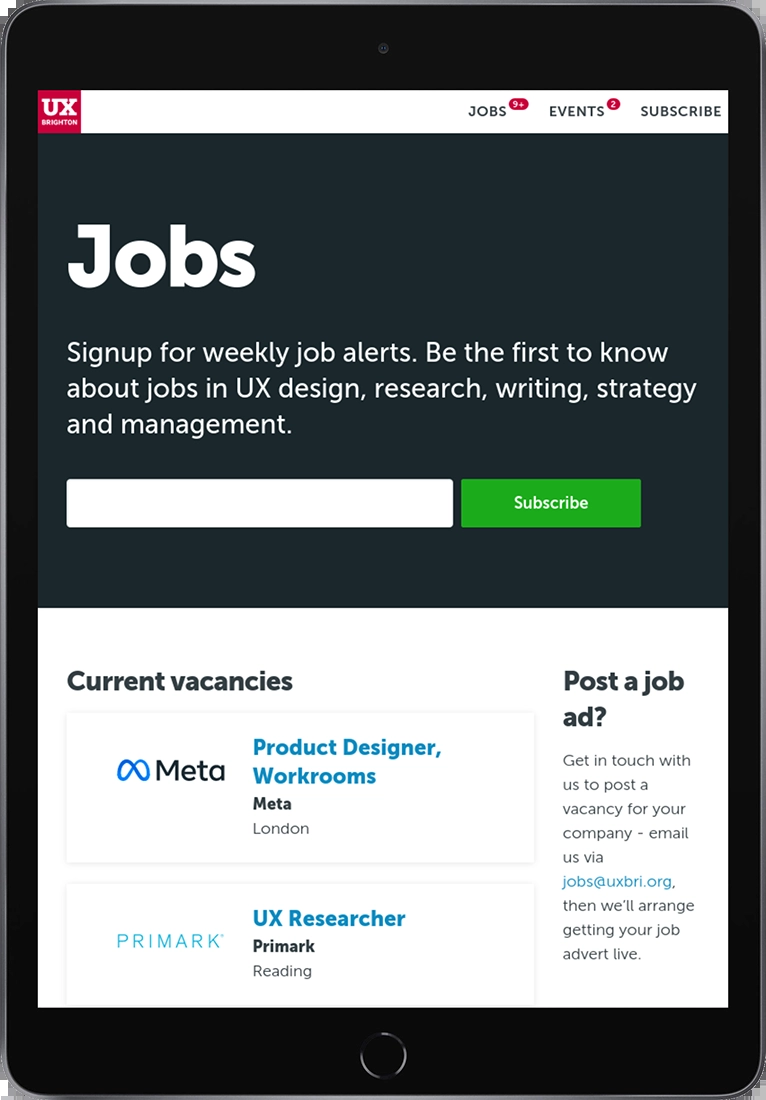 UX
BRIGHTON
JOBS 9+ EVENTS 2 SUBSCRIBE
Jobs
Signup for weekly job alerts. Be the first to know
about jobs in UX design, research, writing, strategy
and management.
Subscribe
Current vacancies
Meta
Product Designer,
Workrooms
Meta
London
PRIMARK®
UX Researcher
Primark
Reading
Post a job
ad?
Get in touch with
us to post a
vacancy for your
company - email
us via
jobs@uxbri.org,
then we’ll arrange
getting your job
advert live.